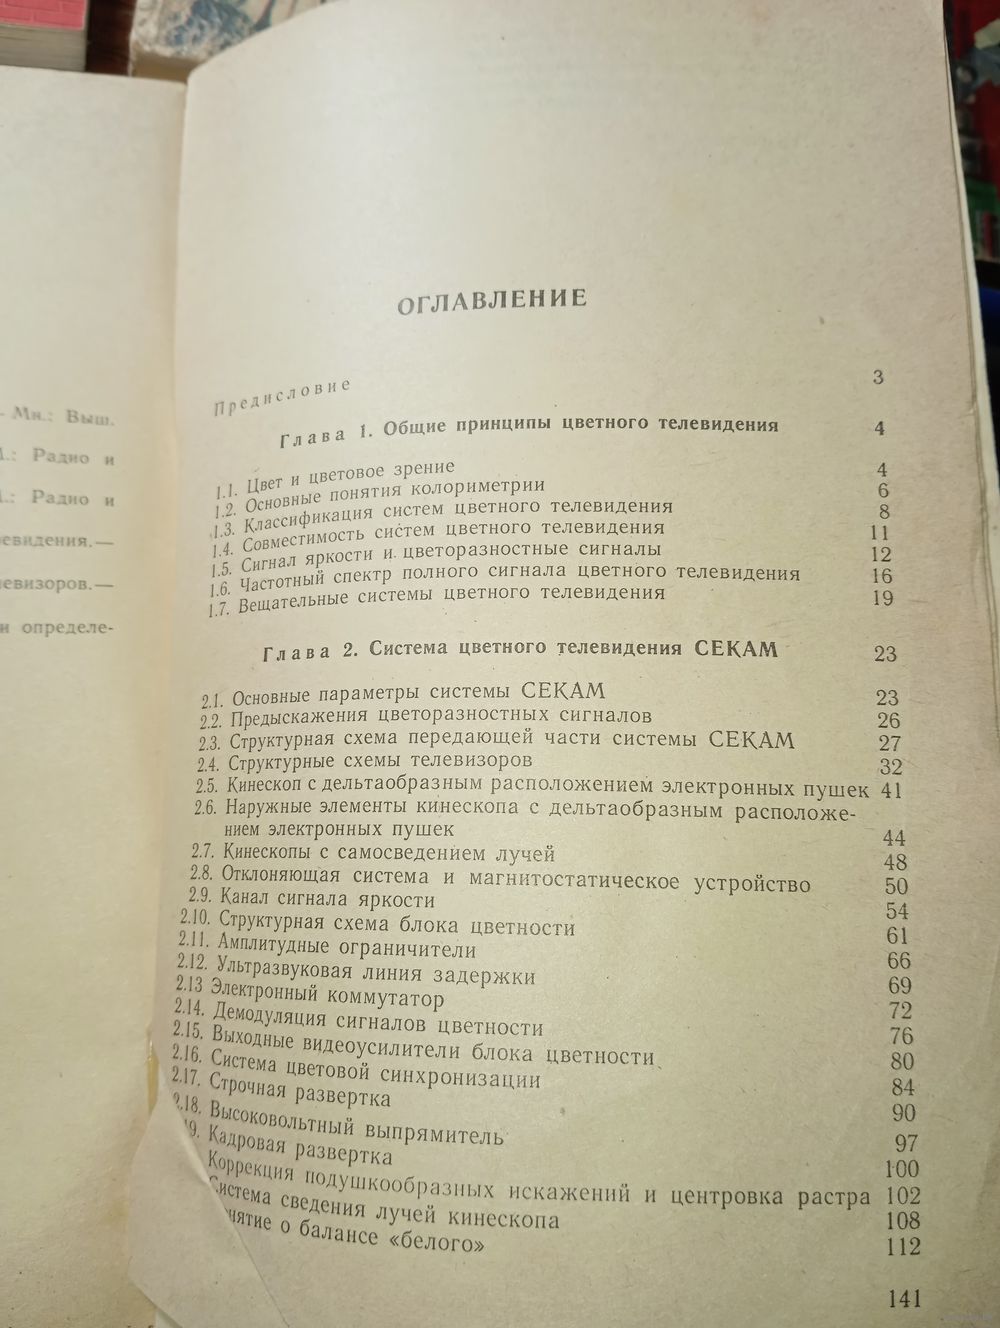 - Мн.: Выш.
Радио и
Радио и
евидения.—
левизоров.—
и определе-
ОГЛАВЛЕНИЕ
Предисловие 3
Глава 1. Общие принципы цветного телевидения 4
1.1. Цвет и цветовое зрение 4
1.2. Основные понятия колориметрии 6
1.3. Классификация систем цветного телевидения 8
1.4. Совместимость систем цветного телевидения 11
1.5. Сигнал яркости и цветоразностные сигналы 12
1.6. Частотный спектр полного сигнала цветного телевидения 16
1.7. Вещательные системы цветного телевидения 19
Глава 2. Система цветного телевидения СЕКАМ 23
2.1. Основные параметры системы СЕКАМ 23
2.2. Предыскажения цветоразностных сигналов 26
2.3. Структурная схема передающей части системы СЕКАМ 27
2.4. Структурные схемы телевизоров 32
2.5. Кинескоп с дельтаобразным расположением электронных пушек 41
2.6. Наружные элементы кинескопа с дельтаобразным расположе-
нием электронных пушек 44
2.7. Кинескопы с самосведением лучей 48
2.8. Отклоняющая система и магнитостатическое устройство 50
2.9. Канал сигнала яркости 54
2.10. Структурная схема блока цветности 61
2.11. Амплитудные ограничители 66
2.12. Ультразвуковая линия задержки 69
2.13 Электронный коммутатор 72
2.14. Демодуляция сигналов цветности 76
2.15. Выходные видеоусилители блока цветности 80
2.16. Система цветовой синхронизации 84
2.17. Строчная развертка 90
2.18. Высоковольтный выпрямитель 97
9. Кадровая развертка 100
Коррекция подушкообразных искажений и центровка растра 102
Система сведения лучей кинескопа 108
нятие о балансе «белого» 112
141